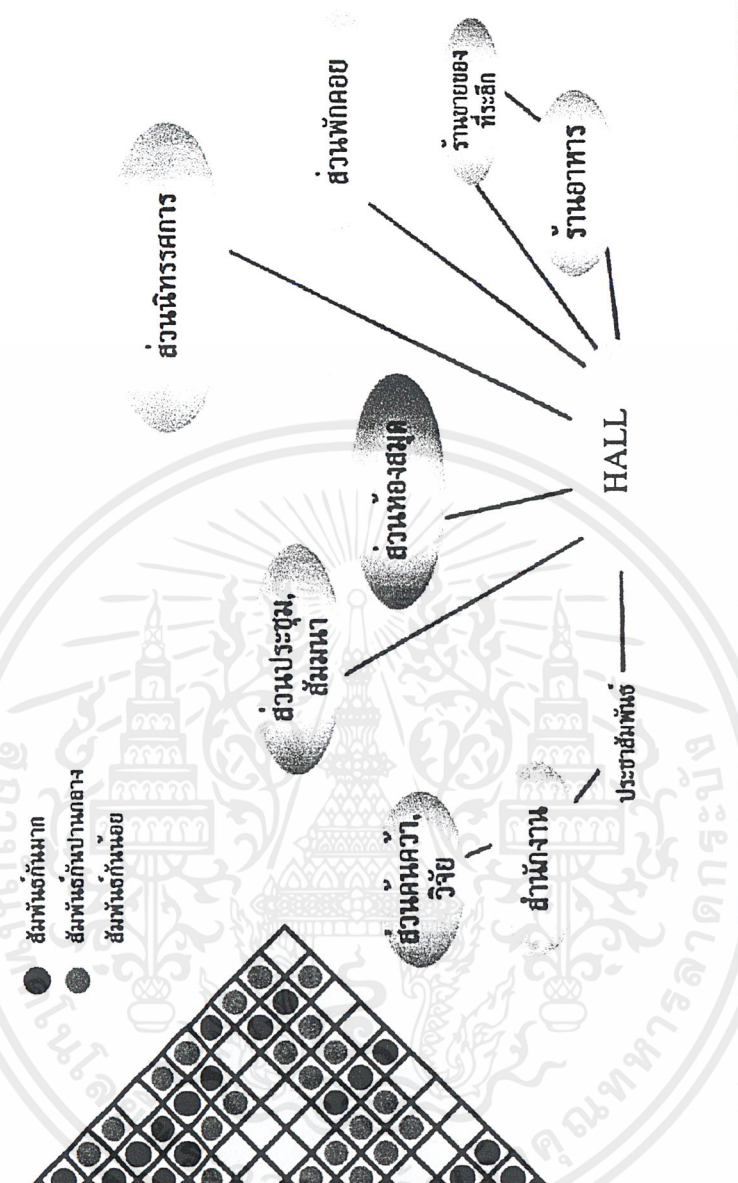 สัมพันธ์กันมาก
สัมพันธ์กันปานกลาง
สัมพันธ์กันน้อย
ส่วนนิทรรศการ
ส่วนพักคอย
ร้านขายของ
ที่ระลึก
ร้านอาหาร
ส่วนห้องสมุด
ส่วนประชุม,
สัมมนา
ส่วนค้นคว้า,
วิจัย
สำนักงาน
ประชาสัมพันธ์
HALL